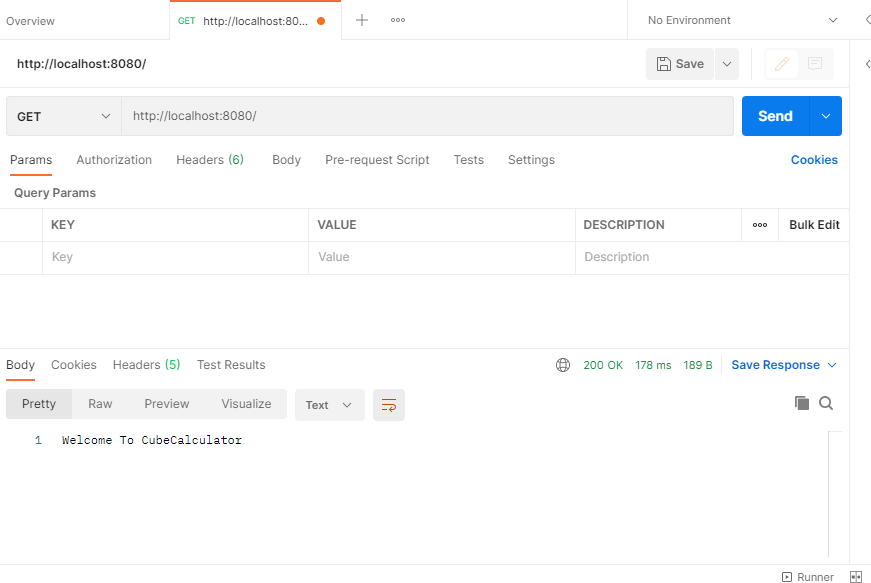 Overview
GET http://localhost:80...
No Environment
http://localhost:8080/
Save
GET http://localhost:8080/ Send
Params Authorization Headers (6) Body Pre-request Script Tests Settings Cookies
Query Params
KEY VALUE DESCRIPTION Bulk Edit
Key Value Description
Body Cookies Headers (5) Test Results 200 OK 178 ms 189 B Save Response
Pretty Raw Preview Visualize Text
1 Welcome To CubeCalculator
Runner